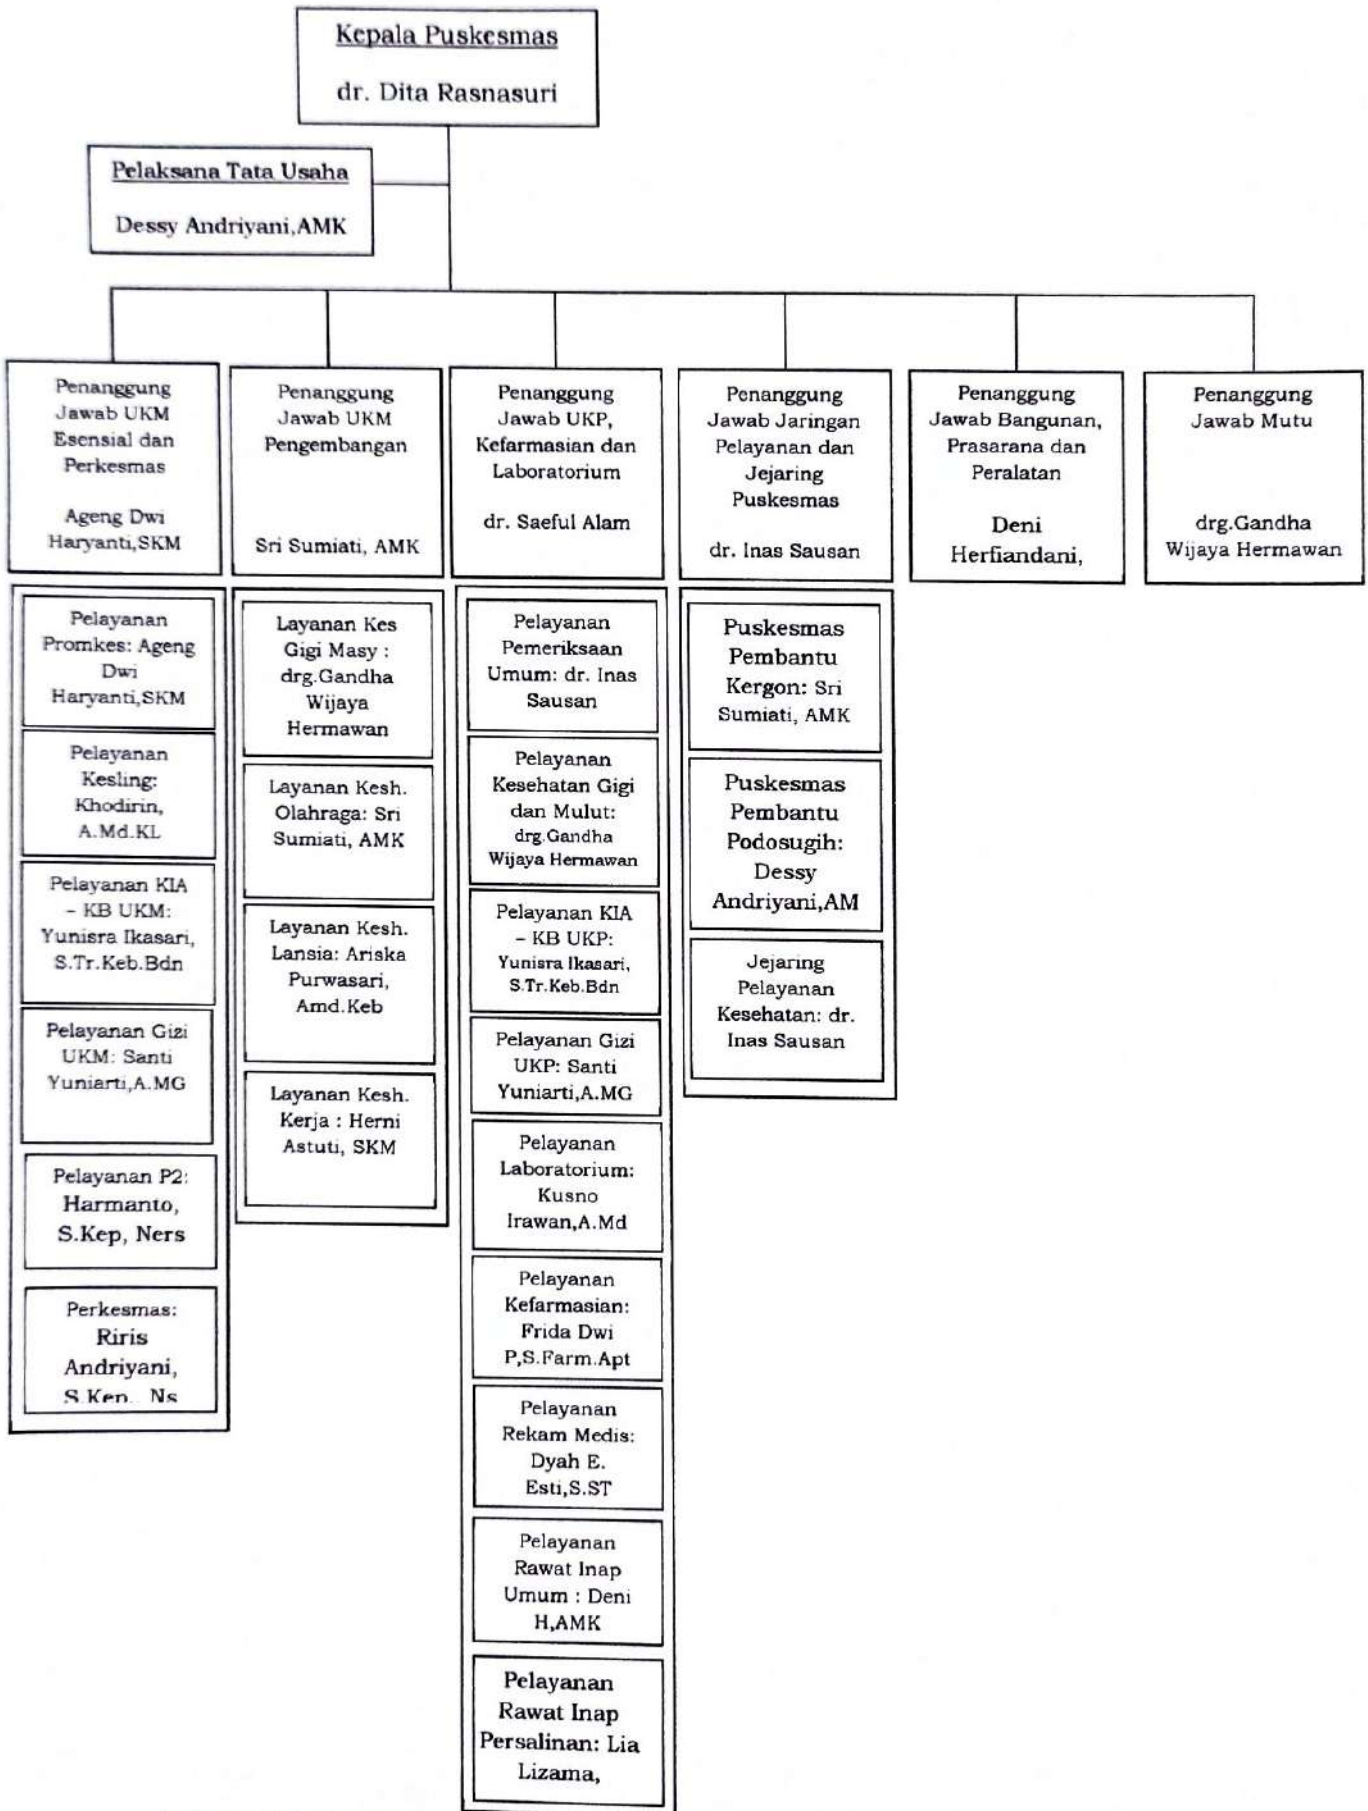 Kepala Puskesmas
dr. Dita Rasnasuri
Pelaksana Tata Usaha
Dessy Andriyani,AMK
Penanggung
Jawab UKM
Esensial dan
Perkesmas
Ageng Dwi
Haryanti,SKM
Penanggung
Jawab UKM
Pengembangan
Sri Sumiati, AMK
Penanggung
Jawab UKP,
Kefarmasian dan
Laboratorium
dr. Saeful Alam
Penanggung
Jawab Jaringan
Pelayanan dan
Jejaring
Puskesmas
dr. Inas Sausan
Penanggung
Jawab Bangunan,
Prasarana dan
Peralatan
Deni
Herfiandani,
Penanggung
Jawab Mutu
drg.Gandha
Wijaya Hermawan
Pelayanan
Promkes: Ageng
Dwi
Haryanti,SKM
Pelayanan
Kesling:
Khodirin,
A.Md.KL
Pelayanan KIA
– KB UKM:
Yunisra Ikasari,
S.Tr.Keb.Bdn
Pelayanan Gizi
UKM: Santi
Yuniarti,A.MG
Pelayanan P2:
Harmanto,
S.Kep, Ners
Perkesmas:
Riris
Andriyani,
S.Kep., Ns
Layanan Kes
Gigi Masy :
drg.Gandha
Wijaya
Hermawan
Layanan Kesh.
Olahraga: Sri
Sumiati, AMK
Layanan Kesh.
Lansia: Ariska
Purwasari,
Amd.Keb
Layanan Kesh.
Kerja : Herni
Astuti, SKM
Pelayanan
Pemeriksaan
Umum: dr. Inas
Sausan
Pelayanan
Kesehatan Gigi
dan Mulut:
drg.Gandha
Wijaya Hermawan
Pelayanan KIA
– KB UKP:
Yunisra Ikasari,
S.Tr.Keb.Bdn
Pelayanan Gizi
UKP: Santi
Yuniarti,A.MG
Pelayanan
Laboratorium:
Kusno
Irawan,A.Md
Pelayanan
Kefarmasian:
Frida Dwi
P,S.Farm.Apt
Pelayanan
Rekam Medis:
Dyah E.
Esti,S.ST
Pelayanan
Rawat Inap
Umum : Deni
H,AMK
Pelayanan
Rawat Inap
Persalinan: Lia
Lizama,
Puskesmas
Pembantu
Kergon: Sri
Sumiati, AMK
Puskesmas
Pembantu
Podosugih:
Dessy
Andriyani,AM
Jejaring
Pelayanan
Kesehatan: dr.
Inas Sausan